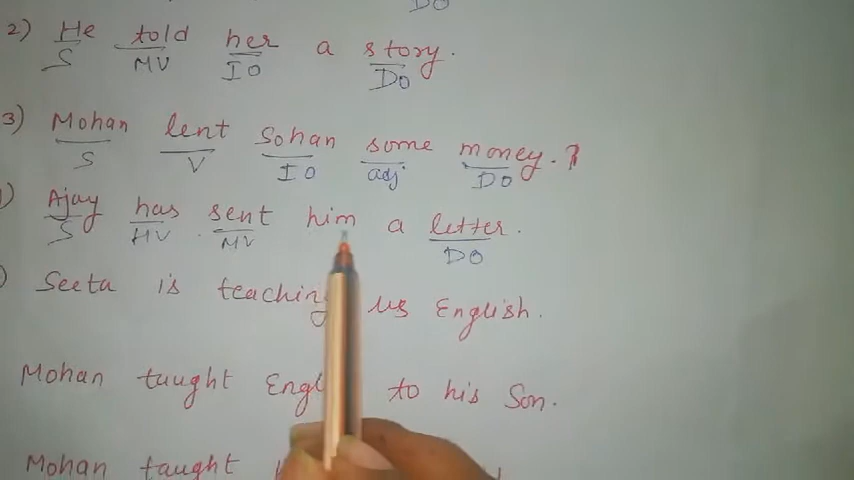 DO
2) He told her a story.
S MV IO DO
3) Mohan lent Sohan some money.
S V IO adj DO
) Ajay has sent him a letter.
S HV MV DO
) Seeta is teaching us English.
Mohan taught to his Son.
Mohan taught